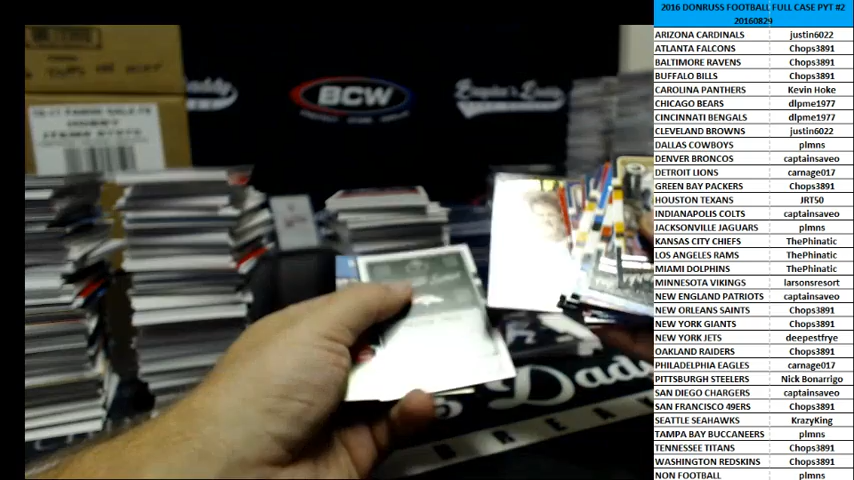 BCW
Daddy
BREAK
2016 DONRUSS FOOTBALL FULL CASE PYT #2
20160824
ARIZONA CARDINALS justin6022
ATLANTA FALCONS Chops3891
BALTIMORE RAVENS Chops3891
BUFFALO BILLS Chops3891
CAROLINA PANTHERS Kevin Hoke
CHICAGO BEARS dlpme1977
CINCINNATI BENGALS dlpme1977
CLEVELAND BROWNS justin6022
DALLAS COWBOYS plmns
DENVER BRONCOS captainsaveo
DETROIT LIONS carnage017
GREEN BAY PACKERS Chops3891
HOUSTON TEXANS JRT50
INDIANAPOLIS COLTS captainsaveo
JACKSONVILLE JAGUARS plmns
KANSAS CITY CHIEFS ThePhinatic
LOS ANGELES RAMS ThePhinatic
MIAMI DOLPHINS ThePhinatic
MINNESOTA VIKINGS larsonsresort
NEW ENGLAND PATRIOTS captainsaveo
NEW ORLEANS SAINTS Chops3891
NEW YORK GIANTS Chops3891
NEW YORK JETS deepestfrye
OAKLAND RAIDERS Chops3891
PHILADELPHIA EAGLES carnage017
PITTSBURGH STEELERS Nick Bonarrigo
SAN DIEGO CHARGERS captainsaveo
SAN FRANCISCO 49ERS Chops3891
SEATTLE SEAHAWKS KrazyKing
TAMPA BAY BUCCANEERS plmns
TENNESSEE TITANS Chops3891
WASHINGTON REDSKINS Chops3891
NON FOOTBALL plmns